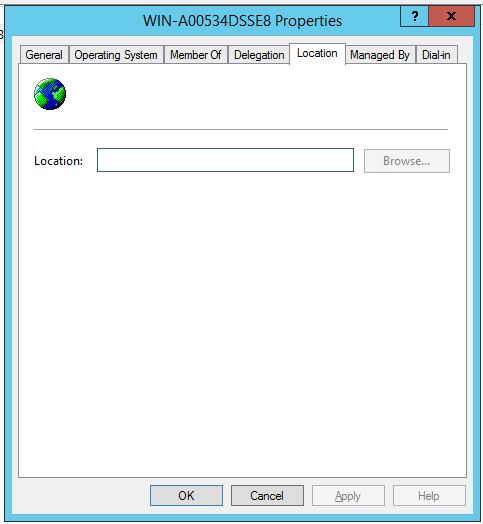 WIN-A00534DSSE8 Properties
? x
General Operating System Member Of Delegation Location Managed By Dial-in
Location: Browse...
OK Cancel Apply Help